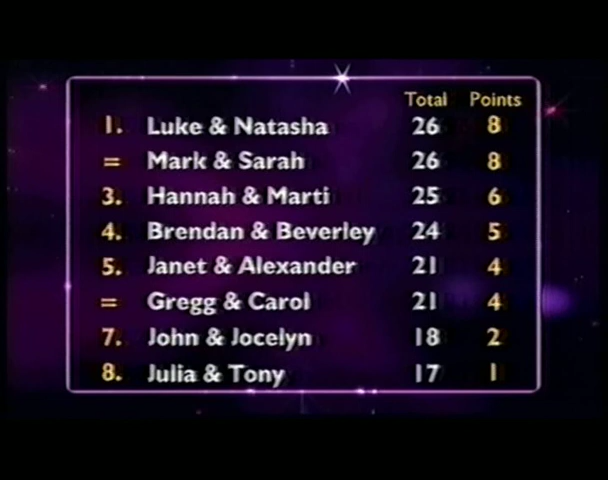 Total Points
1. Luke & Natasha 26 8
= Mark & Sarah 26 8
3. Hannah & Marti 25 6
4. Brendan & Beverley 24 5
5. Janet & Alexander 21 4
= Gregg & Carol 21 4
7. John & Jocelyn 18 2
8. Julia & Tony 17 1